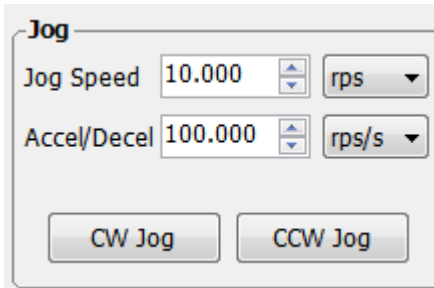 Jog
Jog Speed 10.000 rps
Accel/Decel 100.000 rps/s
CW Jog CCW Jog